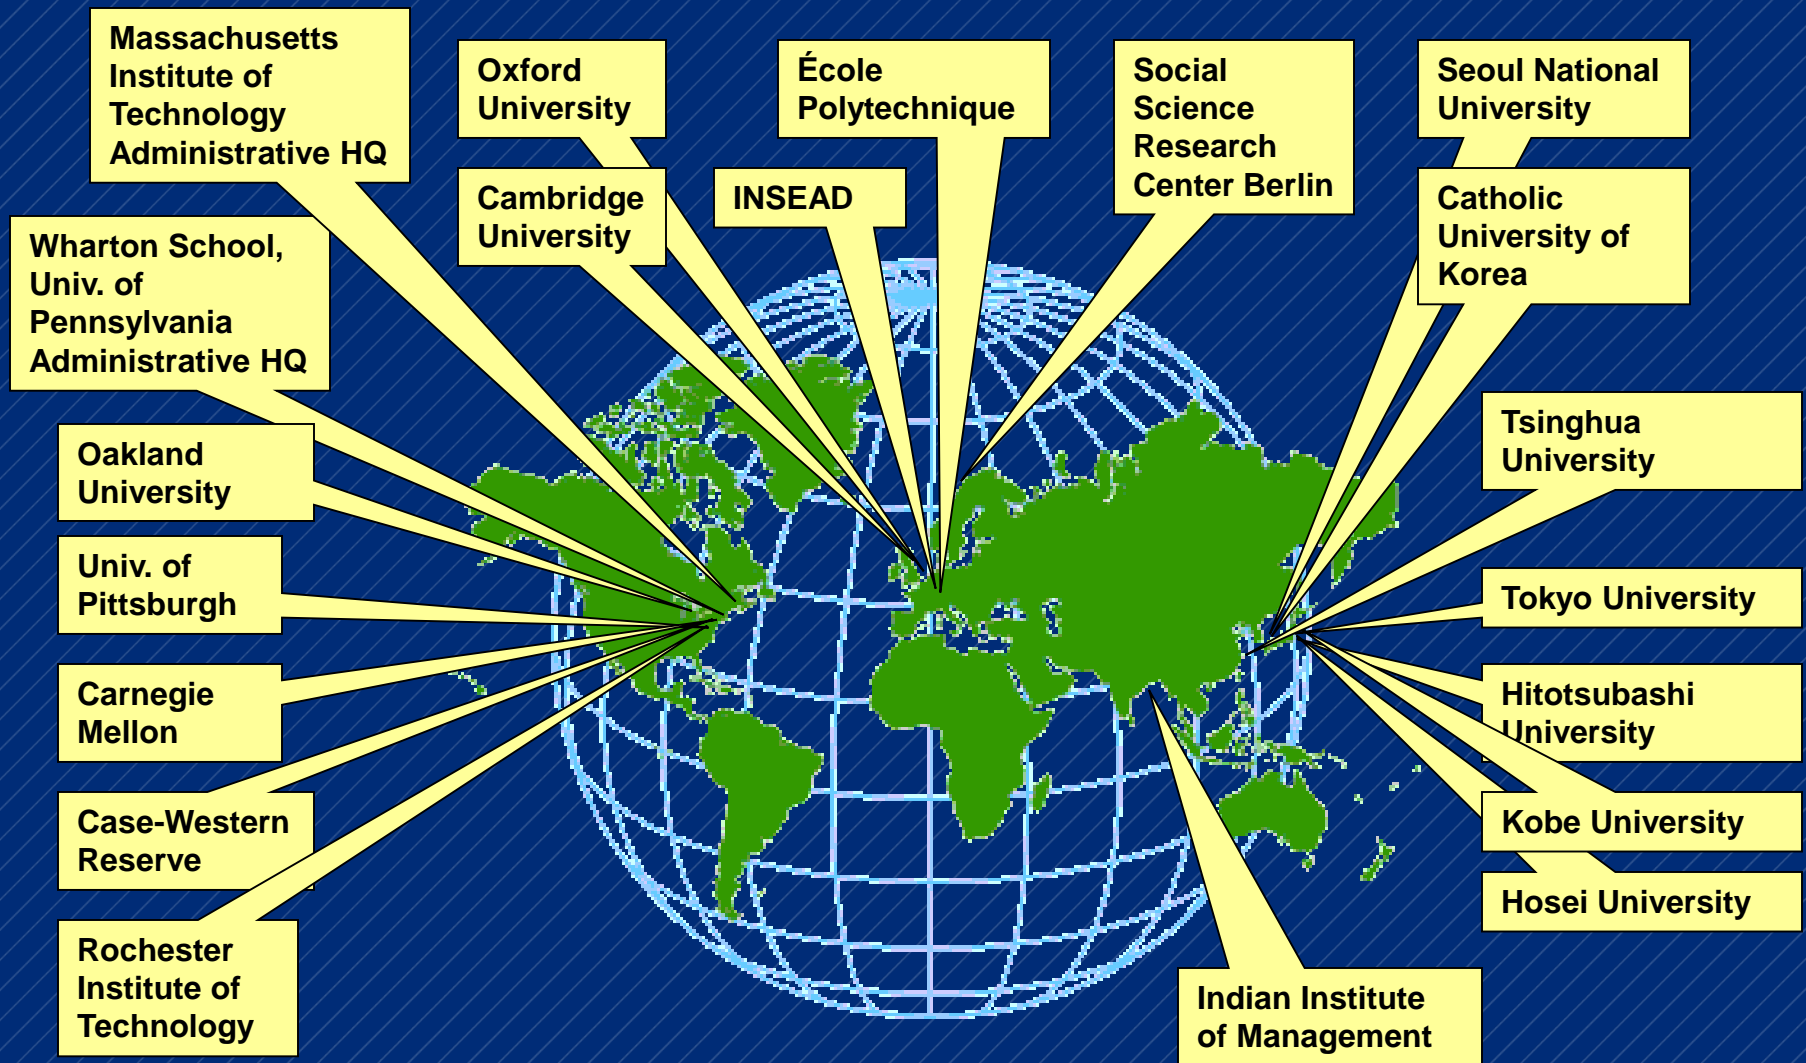 Massachusetts
Institute of
Technology
Administrative HQ
Oxford
University
École
Polytechnique
Social
Science
Research
Center Berlin
Seoul National
University
Cambridge
University
INSEAD
Catholic
University of
Korea
Wharton School,
Univ. of
Pennsylvania
Administrative HQ
Oakland
University
Tsinghua
University
Univ. of
Pittsburgh
Tokyo University
Carnegie
Mellon
Hitotsubashi
University
Case-Western
Reserve
Kobe University
Hosei University
Rochester
Institute of
Technology
Indian Institute
of Management